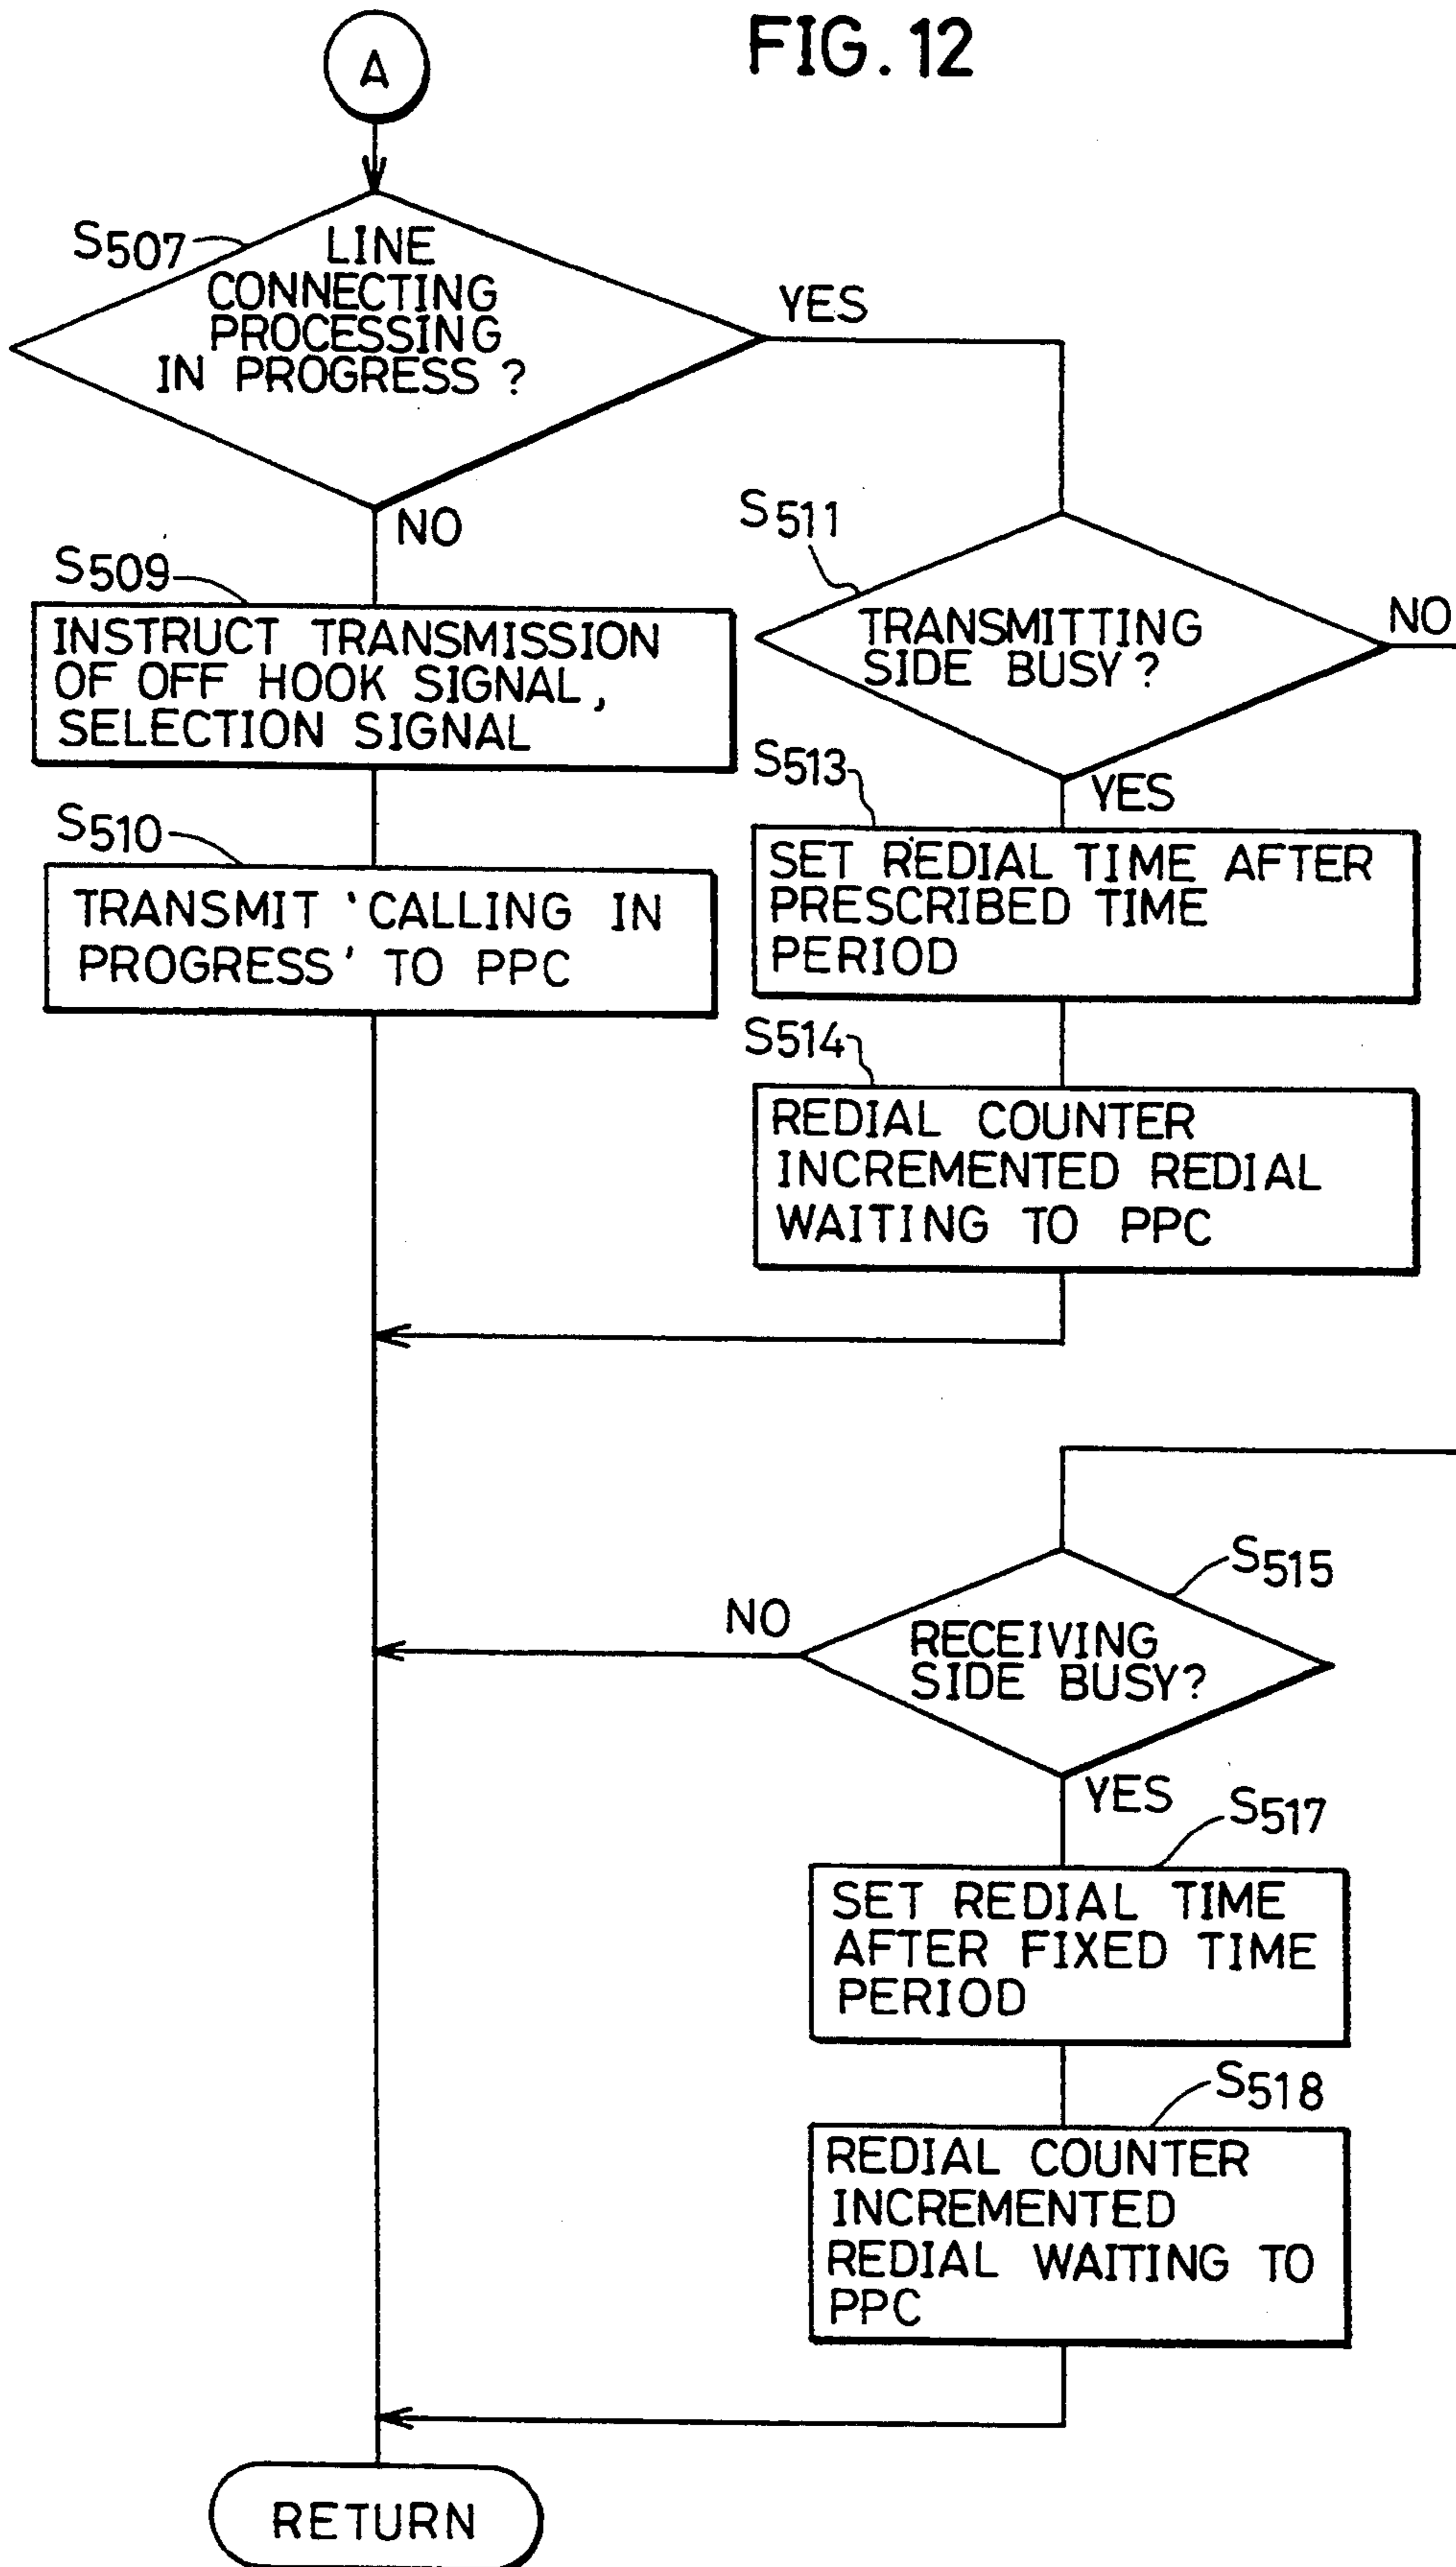 FIG. 12
A
S507
LINE
CONNECTING
PROCESSING
IN PROGRESS ?
YES
NO
S509
INSTRUCT TRANSMISSION
OF OFF HOOK SIGNAL,
SELECTION SIGNAL
S510
TRANSMIT 'CALLING IN
PROGRESS' TO PPC
S511
TRANSMITTING
SIDE BUSY ?
NO
YES
S513
SET REDIAL TIME AFTER
PRESCRIBED TIME
PERIOD
S514
REDIAL COUNTER
INCREMENTED REDIAL
WAITING TO PPC
S515
RECEIVING
SIDE BUSY?
NO
YES
S517
SET REDIAL TIME
AFTER FIXED TIME
PERIOD
S518
REDIAL COUNTER
INCREMENTED
REDIAL WAITING TO
PPC
RETURN